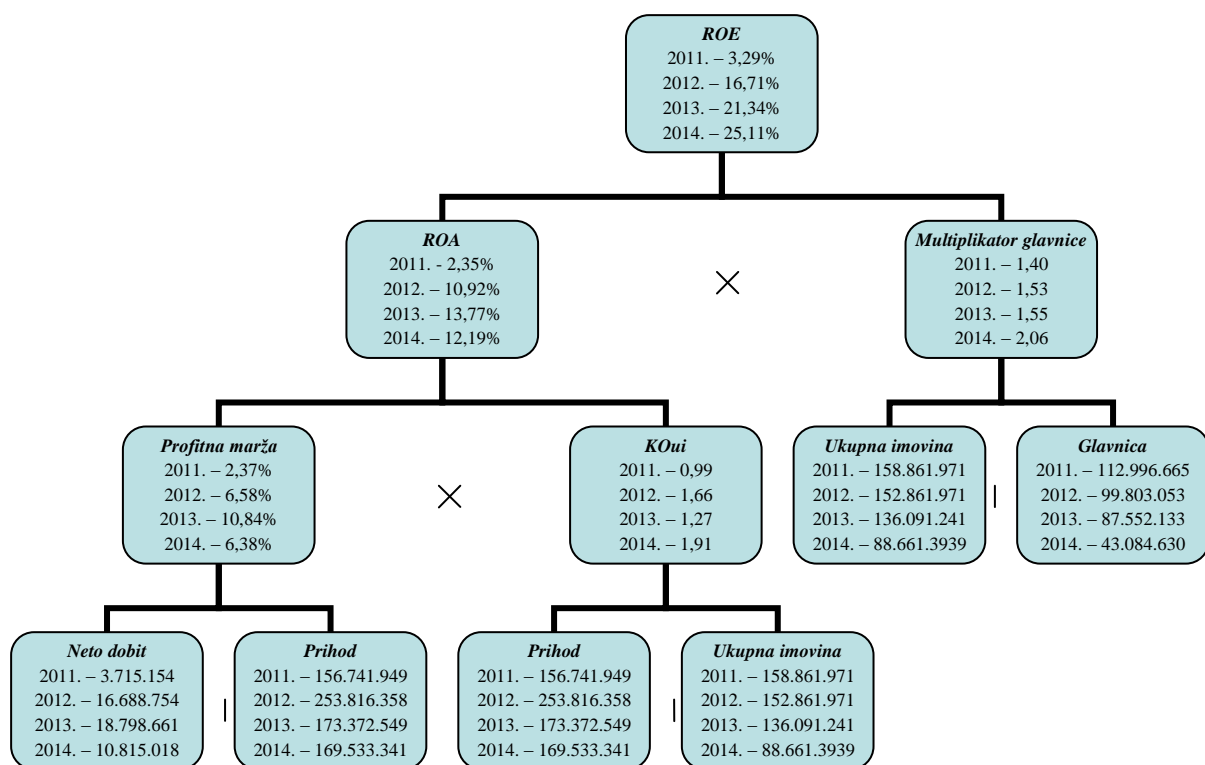 ROE
2011. – 3,29%
2012. – 16,71%
2013. – 21,34%
2014. – 25,11%
ROA
2011. - 2,35%
2012. – 10,92%
2013. – 13,77%
2014. – 12,19%
Multiplikator glavnice
2011. – 1,40
2012. – 1,53
2013. – 1,55
2014. – 2,06
Profitna marža
2011. – 2,37%
2012. – 6,58%
2013. – 10,84%
2014. – 6,38%
KOui
2011. – 0,99
2012. – 1,66
2013. – 1,27
2014. – 1,91
Ukupna imovina
2011. – 158.861.971
2012. – 152.861.971
2013. – 136.091.241
2014. – 88.661.3939
Glavnica
2011. – 112.996.665
2012. – 99.803.053
2013. – 87.552.133
2014. – 43.084.630
Neto dobit
2011. – 3.715.154
2012. – 16.688.754
2013. – 18.798.661
2014. – 10.815.018
Prihod
2011. – 156.741.949
2012. – 253.816.358
2013. – 173.372.549
2014. – 169.533.341
Prihod
2011. – 156.741.949
2012. – 253.816.358
2013. – 173.372.549
2014. – 169.533.341
Ukupna imovina
2011. – 158.861.971
2012. – 152.861.971
2013. – 136.091.241
2014. – 88.661.3939